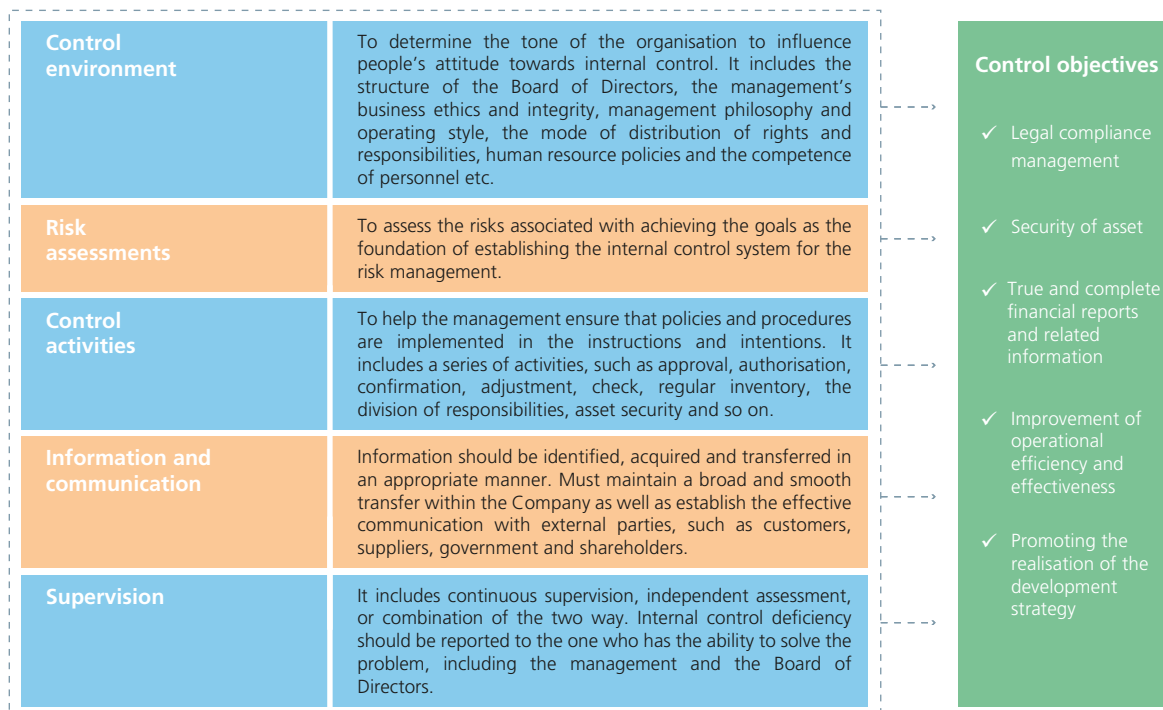 Control
environment
To determine the tone of the organisation to influence
people's attitude towards internal control. It includes the
structure of the Board of Directors, the management's
business ethics and integrity, management philosophy and
operating style, the mode of distribution of rights and
responsibilities, human resource policies and the competence
of personnel etc.
Risk
assessments
To assess the risks associated with achieving the goals as the
foundation of establishing the internal control system for the
risk management.
Control
activities
To help the management ensure that policies and procedures
are implemented in the instructions and intentions. It
includes a series of activities, such as approval, authorisation,
confirmation, adjustment, check, regular inventory, the
division of responsibilities, asset security and so on.
Information and
communication
Information should be identified, acquired and transferred in
an appropriate manner. Must maintain a broad and smooth
transfer within the Company as well as establish the effective
communication with external parties, such as customers,
suppliers, government and shareholders.
Supervision
It includes continuous supervision, independent assessment,
or combination of the two way. Internal control deficiency
should be reported to the one who has the ability to solve the
problem, including the management and the Board of
Directors.
Control objectives
✓ Legal compliance
management
✓ Security of asset
✓ True and complete
financial reports
and related
information
✓ Improvement of
operational
efficiency and
effectiveness
✓ Promoting the
realisation of the
development
strategy